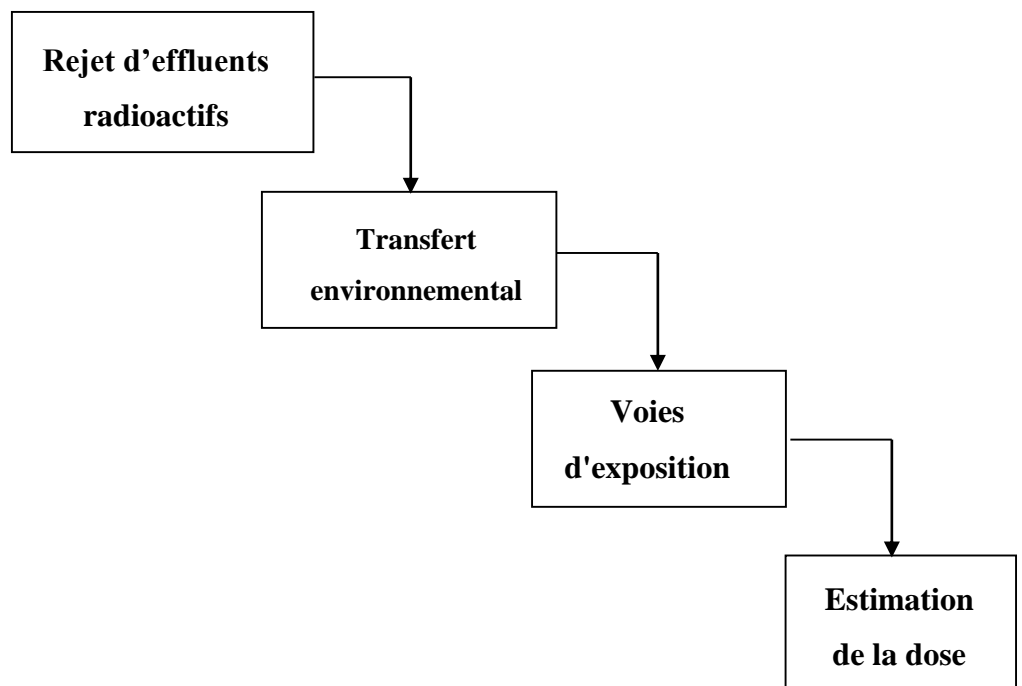 Rejet d’effluents
radioactifs
Transfert
environnemental
Voies
d'exposition
Estimation
de la dose